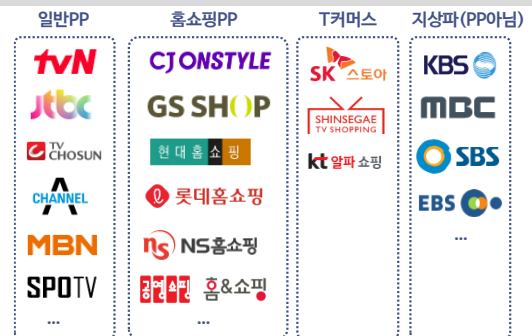 일반PP
tvN
Jtbc
TV
CHOSUN
CHANNEL A
MBN
SPOTV
...
홈쇼핑PP
CJ ONSTYLE
GS SHOP
현대홈쇼핑
롯데홈쇼핑
ns NS홈쇼핑
공영쇼핑 홈&쇼핑
...
T커머스
SK 스토아
SHINSEGAE
TV SHOPPING
kt 알파 쇼핑
지상파(PP아님)
KBS
MBC
SBS
EBS
...